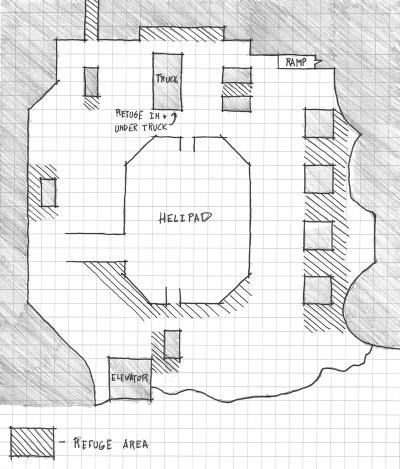 RAMP
TRUCK
REFUGE IN +
UNDER TRUCK
HELIPAD
ELEVATOR
- REFUGE AREA